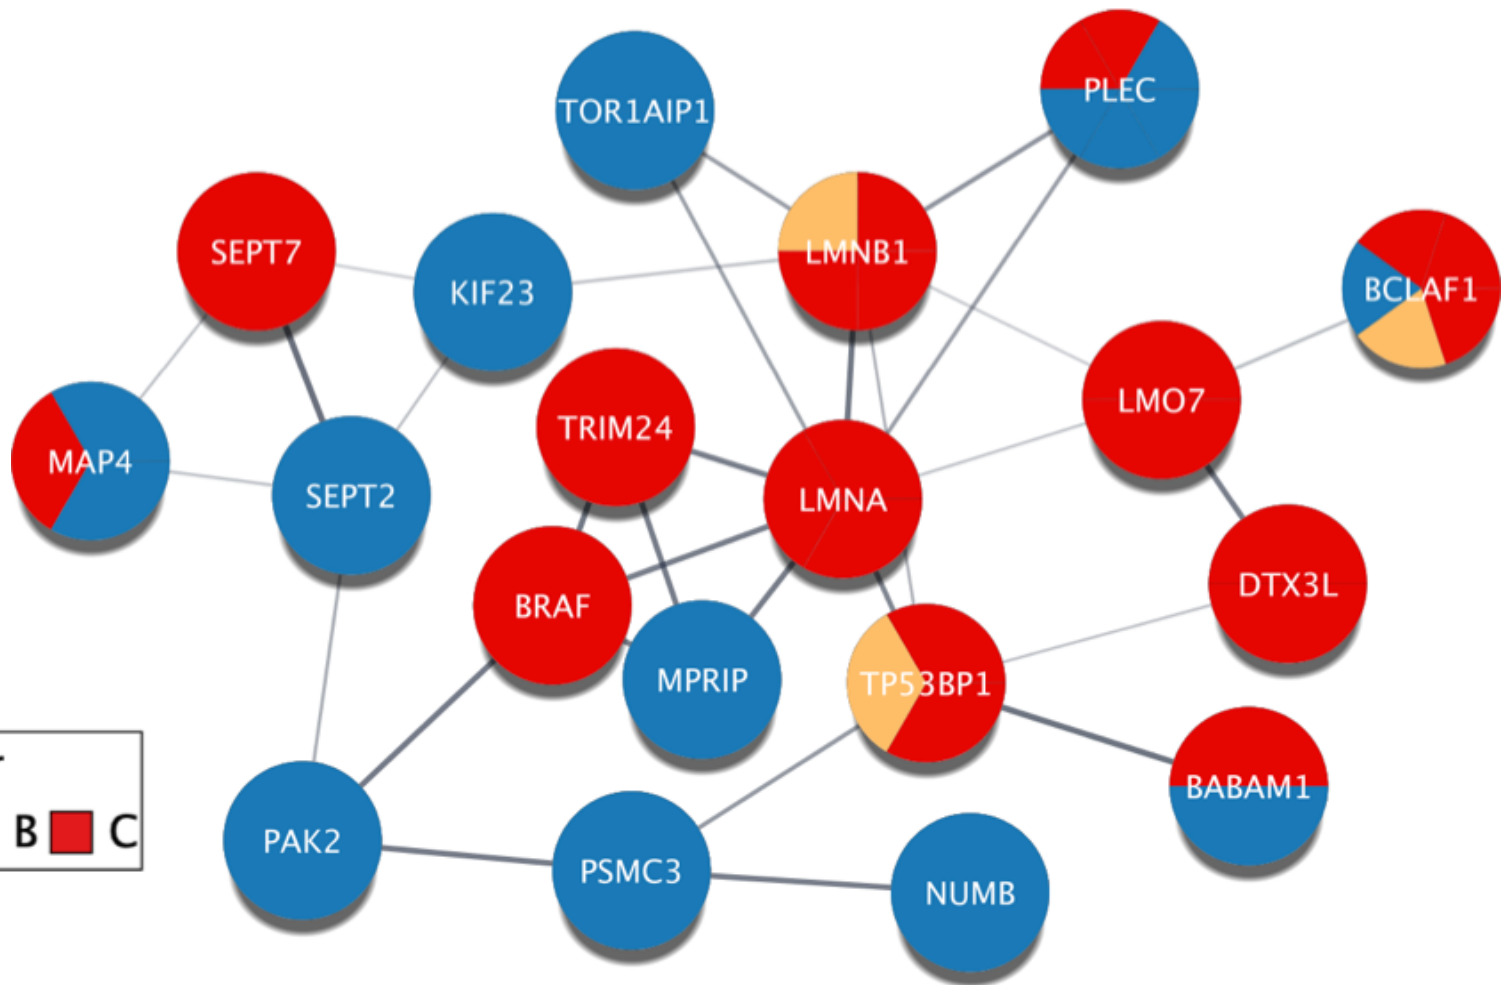 PLEC
TOR1AIP1
SEPT7
LMNB1
KIF23
BCLAF1
LMO7
TRIM24
MAP4
SEPT2
LMNA
DTX3L
BRAF
MPRIP
TP53BP1
BABAM1
B C
PAK2
PSMC3
NUMB